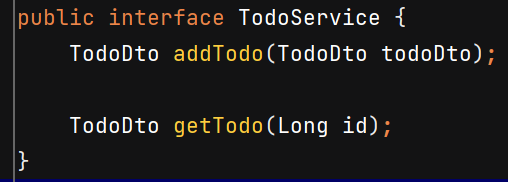 public interface TodoService {
    TodoDto addTodo(TodoDto todoDto);
    TodoDto getTodo(Long id);
}